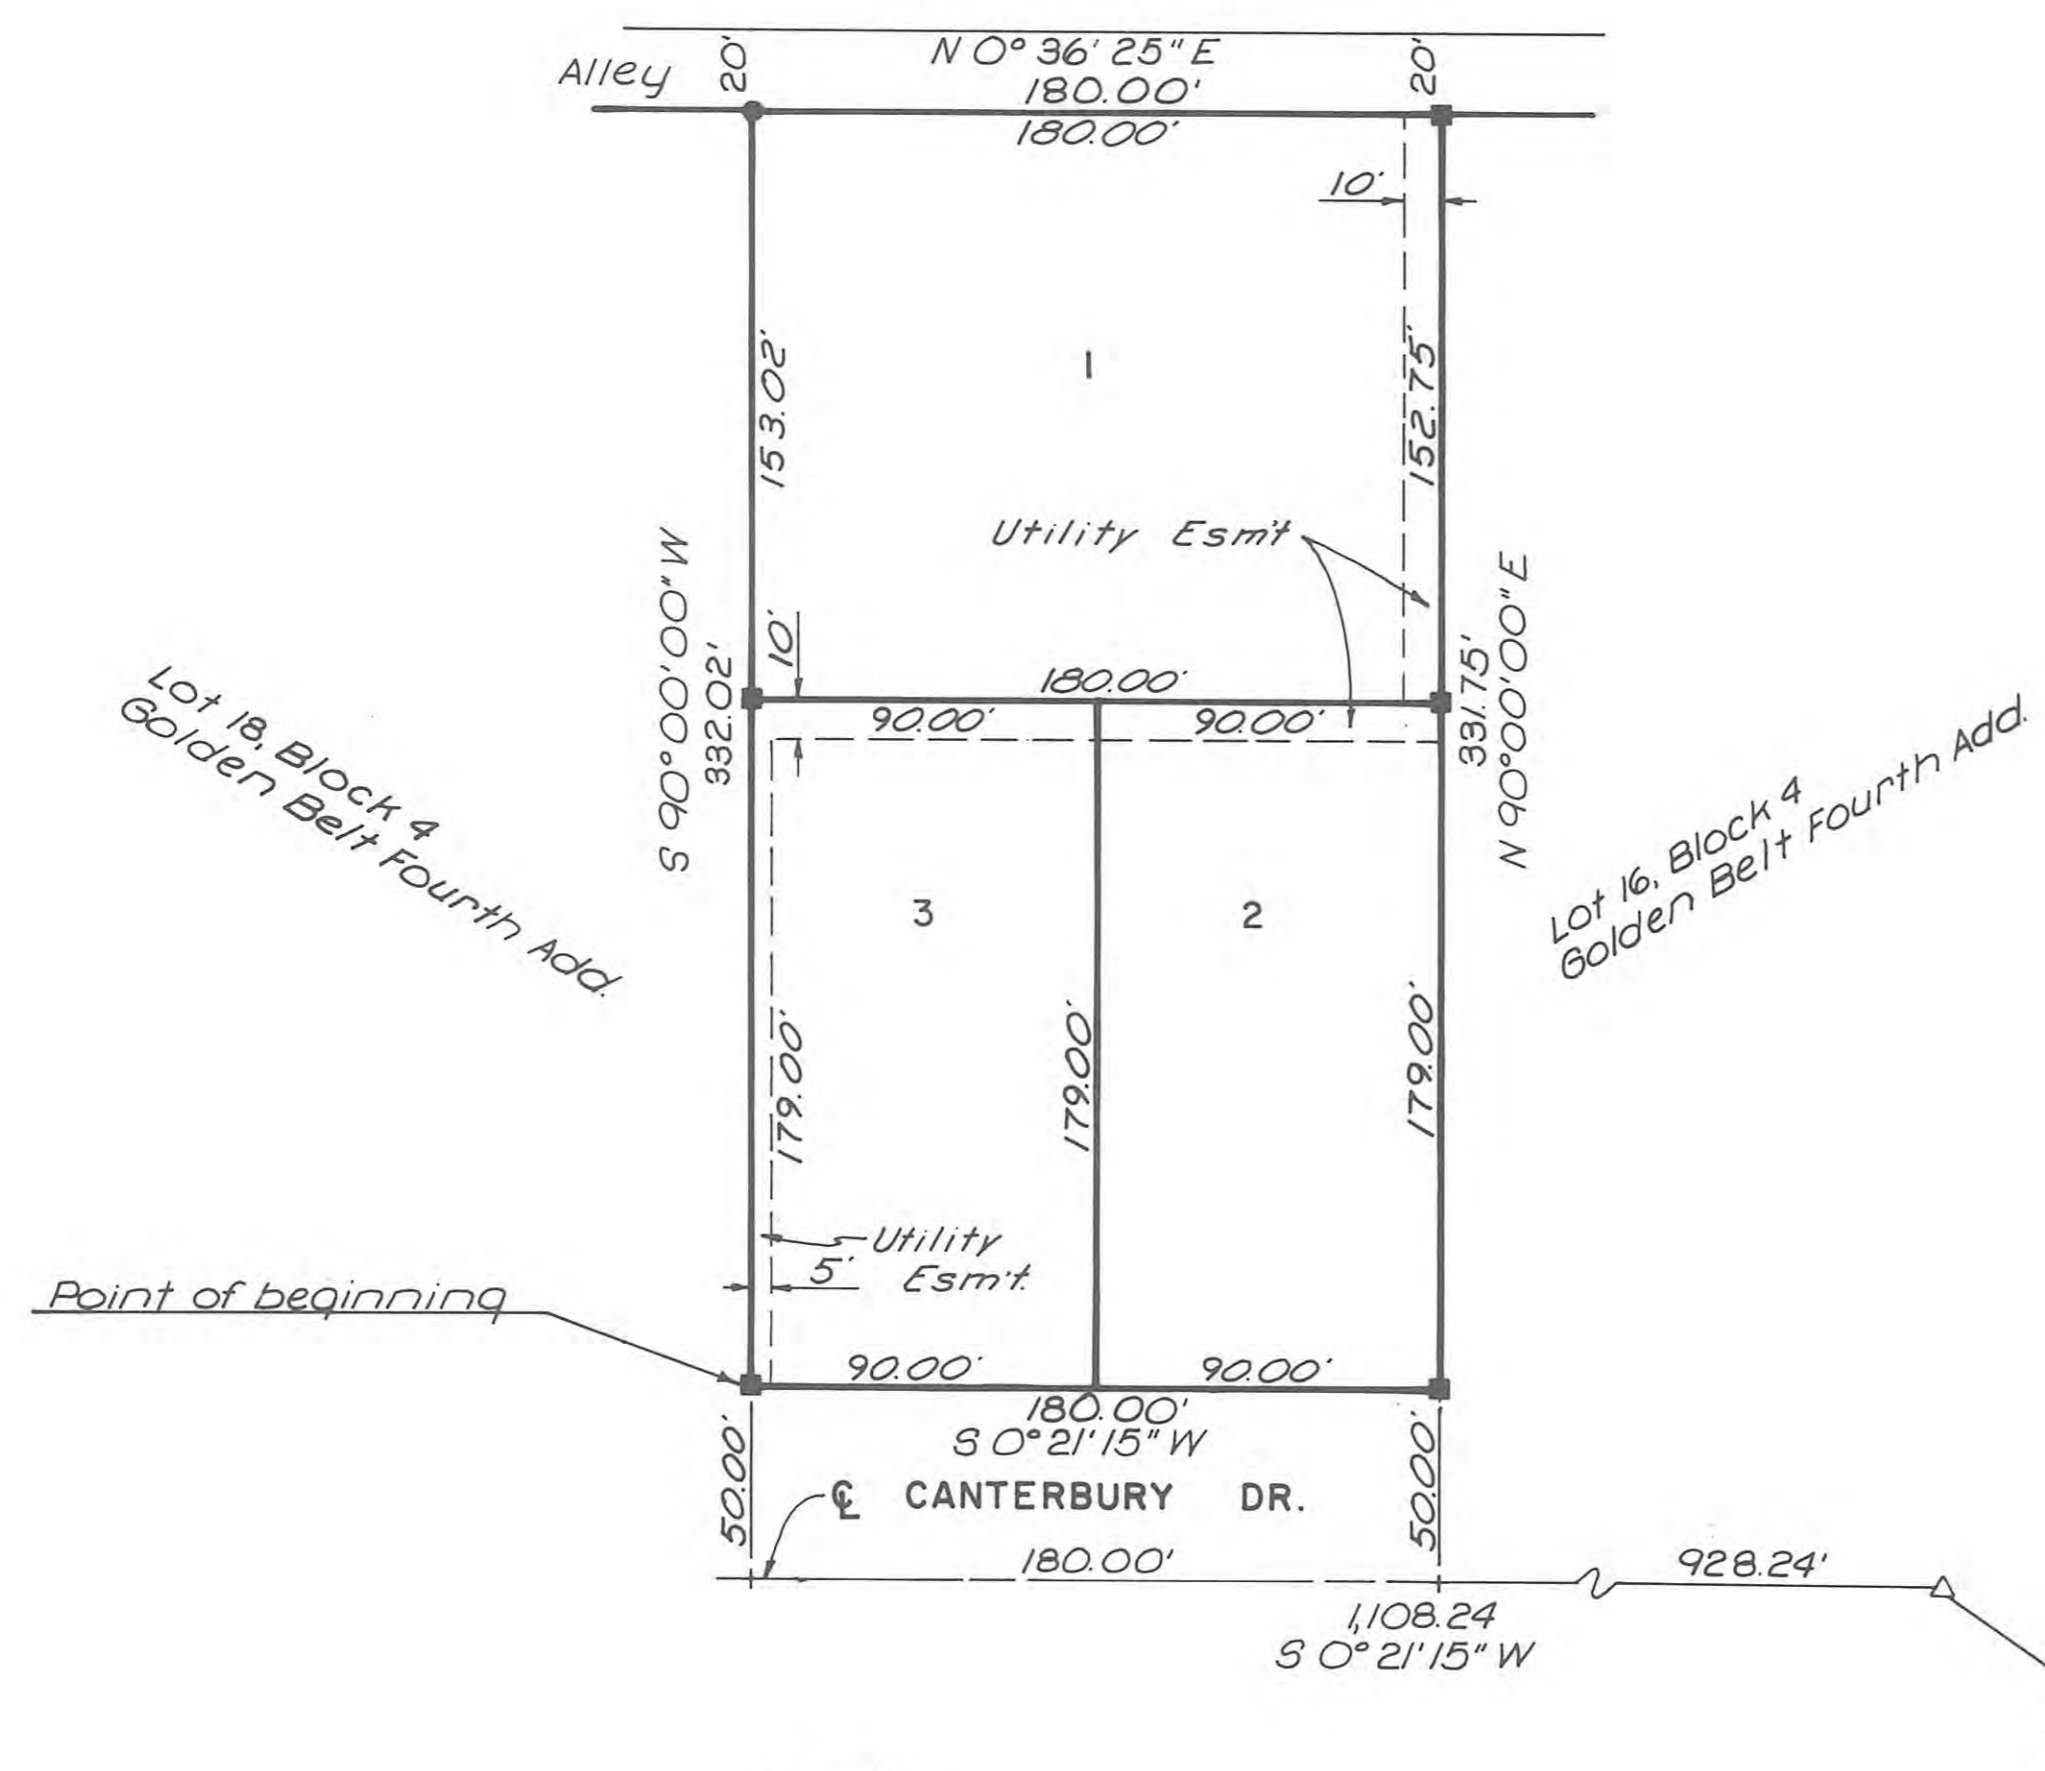 20'
N 0° 36' 25" E
20'
Alley
180.00'
180.00'
10'
153.02'
1
152.75'
Utility Esm't
S 90° 00' 00" W
332.02'
10'
180.00'
331.75'
N 90° 00' 00" E
90.00'
90.00'
Lot 18, Block 4
Golden Belt Fourth Add.
Lot 16, Block 4
Golden Belt Fourth Add.
3
2
179.00'
179.00'
179.00'
Utility
5'
Esm't.
Point of beginning
90.00'
90.00'
180.00'
S 0° 21' 15" W
50.00'
50.00'
℄ CANTERBURY DR.
180.00'
928.24'
1,108.24
S 0° 21' 15" W